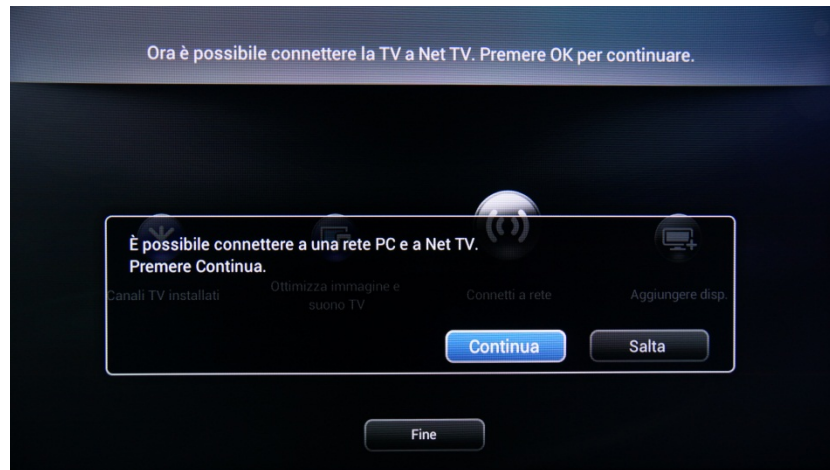 Ora è possibile connettere la TV a Net TV. Premere OK per continuare.
È possibile connettere a una rete PC e a Net TV.
Premere Continua.
Canali TV installati
Ottimizza immagine e
suono TV
Connetti a rete
Aggiungere disp.
Continua
Salta
Fine